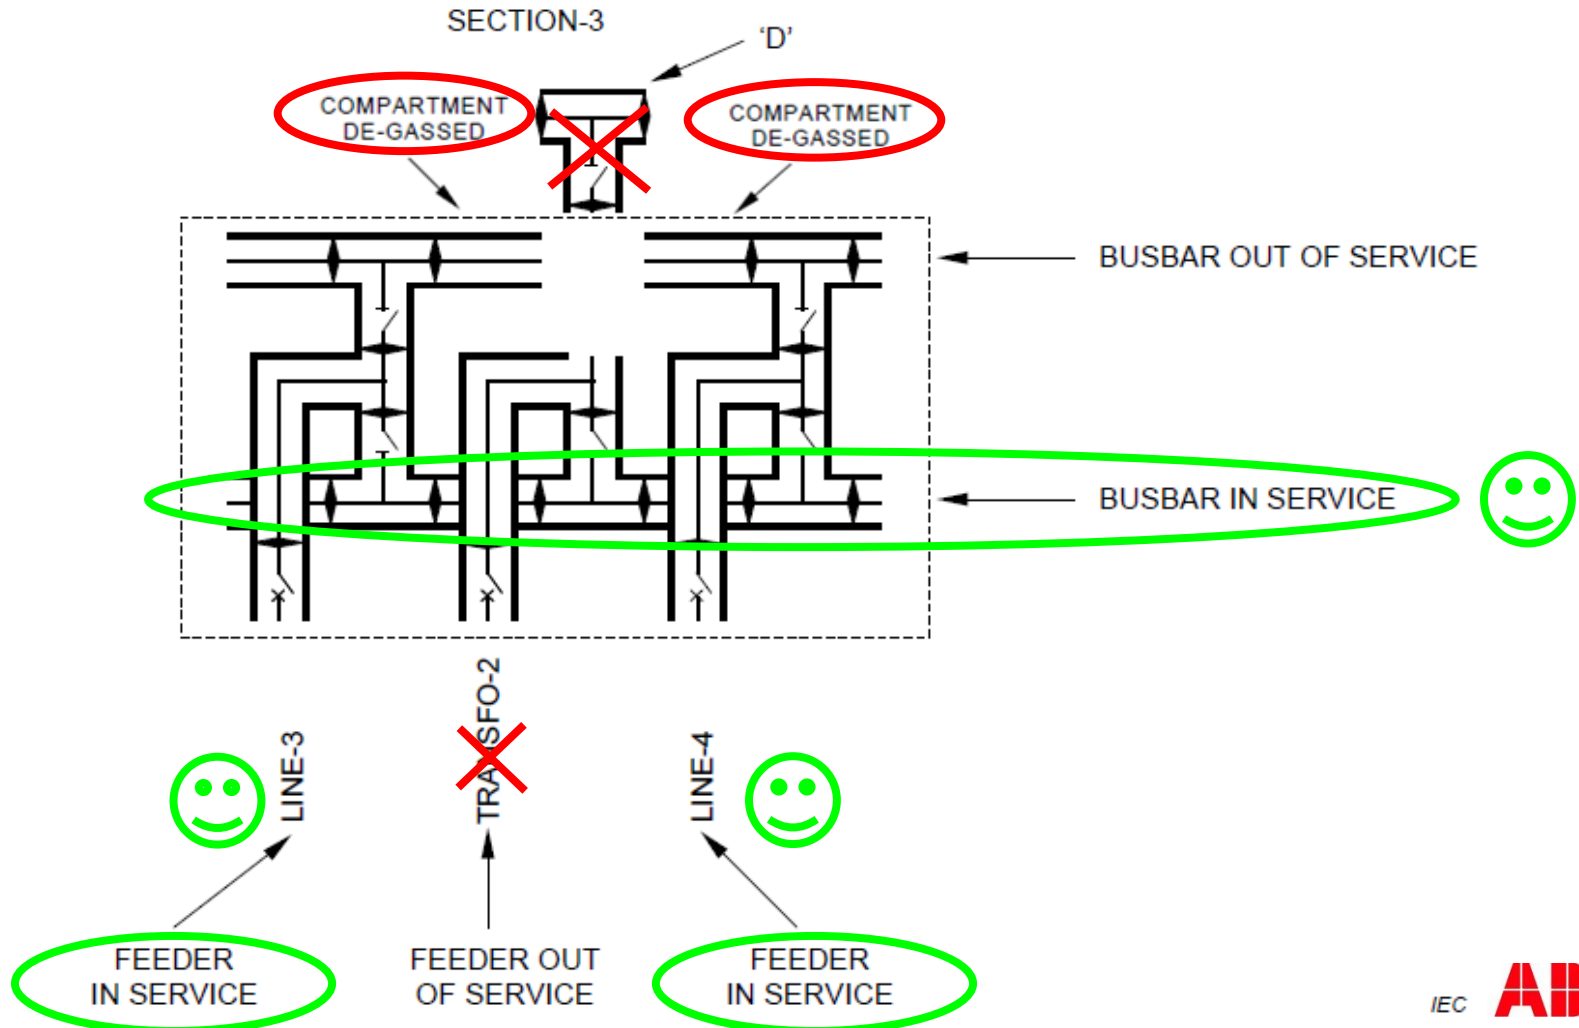 SECTION-3
'D'
COMPARTMENT
DE-GASSED
COMPARTMENT
DE-GASSED
BUSBAR OUT OF SERVICE
BUSBAR IN SERVICE
LINE-3
TRANSFO-2
LINE-4
FEEDER
IN SERVICE
FEEDER OUT
OF SERVICE
FEEDER
IN SERVICE
IEC